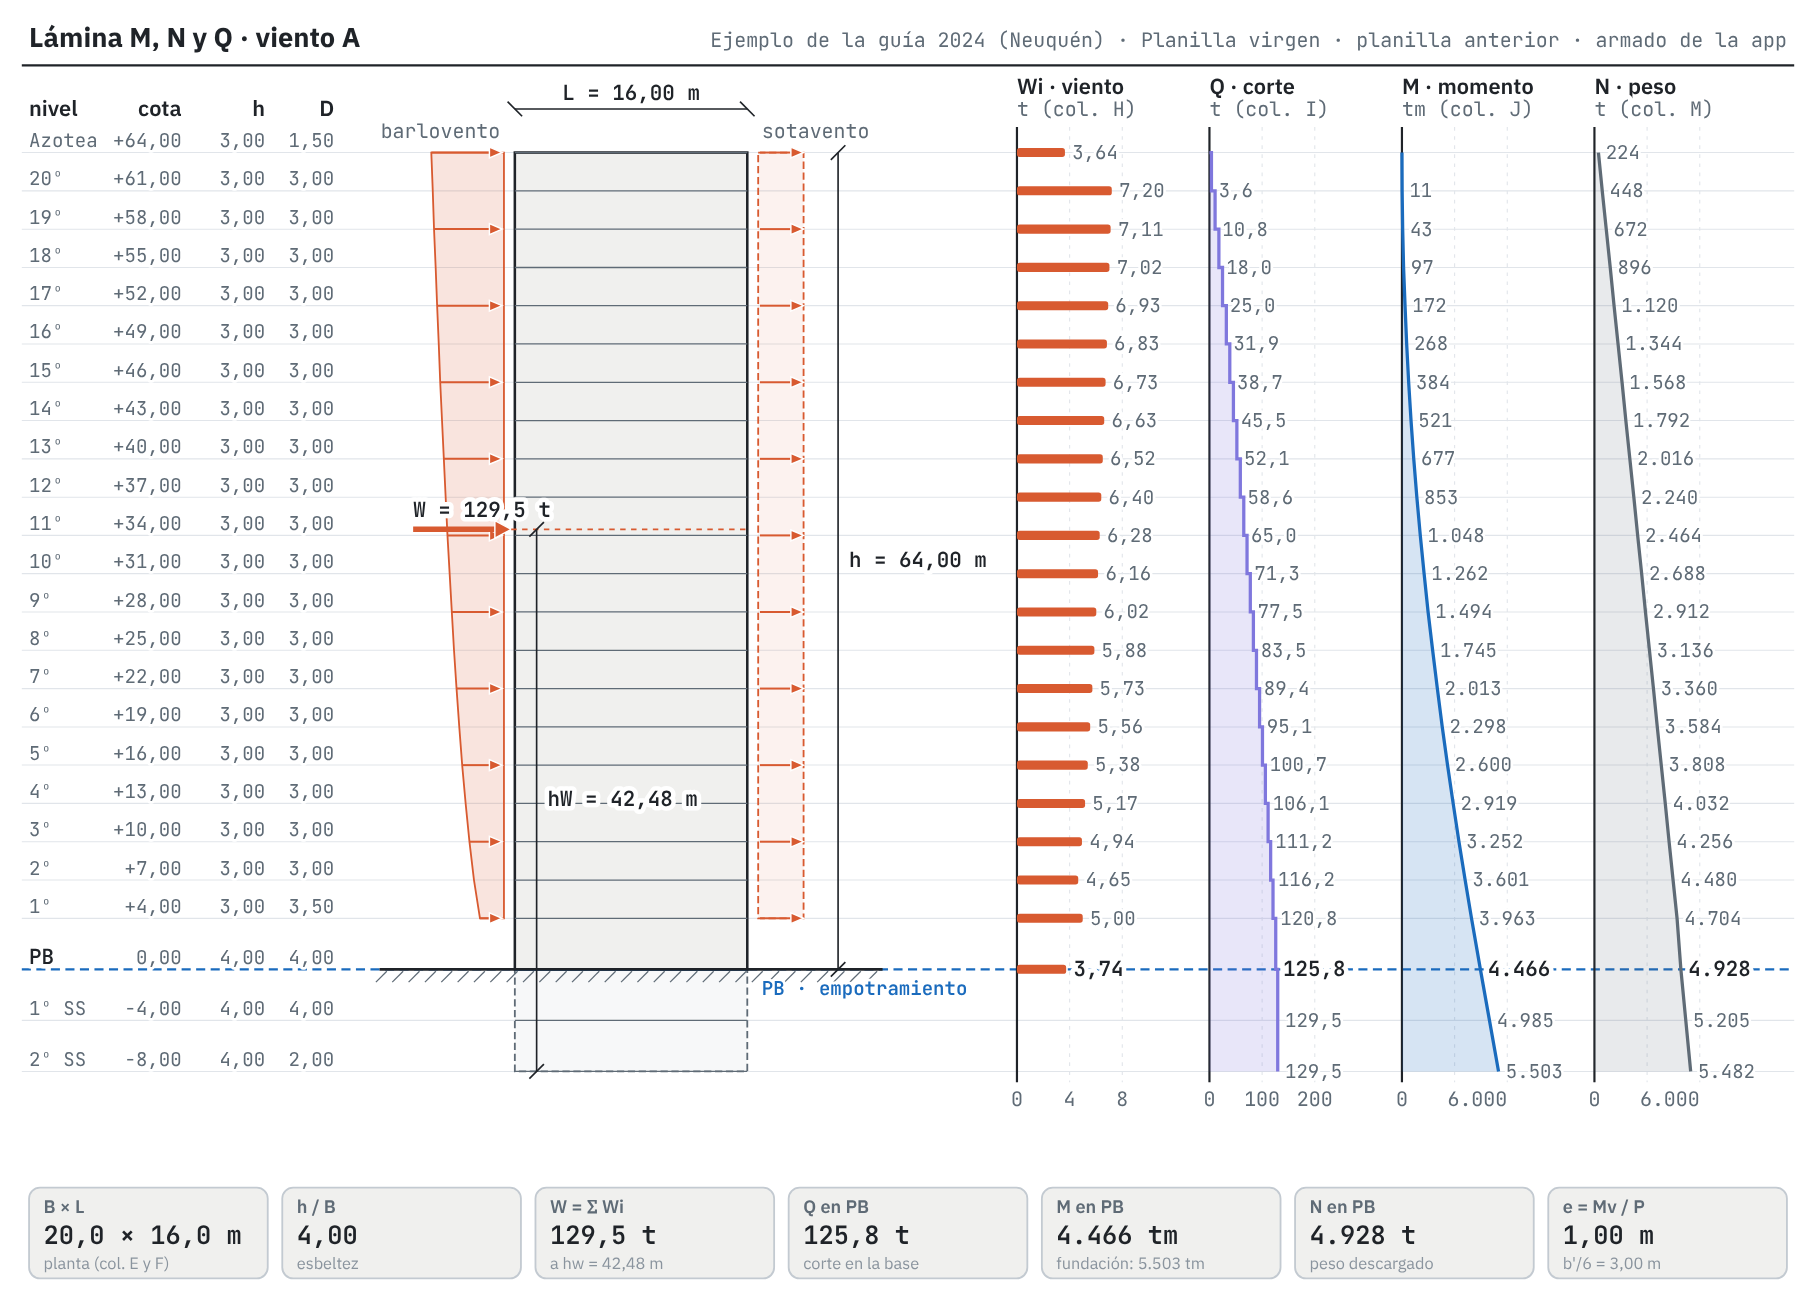 Lámina M, N y Q · viento A
Ejemplo de la guía 2024 (Neuquén) · Planilla virgen · planilla anterior · armado de la app
nivel cota h D
L = 16,00 m
barlovento
sotavento
Wi · viento
t (col. H)
Q · corte
t (col. I)
M · momento
tm (col. J)
N · peso
t (col. M)
Azotea +64,00 3,00 1,50 3,64 224
20° +61,00 3,00 3,00 7,20 3,6 11 448
19° +58,00 3,00 3,00 7,11 10,8 43 672
18° +55,00 3,00 3,00 7,02 18,0 97 896
17° +52,00 3,00 3,00 6,93 25,0 172 1.120
16° +49,00 3,00 3,00 6,83 31,9 268 1.344
15° +46,00 3,00 3,00 6,73 38,7 384 1.568
14° +43,00 3,00 3,00 6,63 45,5 521 1.792
13° +40,00 3,00 3,00 6,52 52,1 677 2.016
12° +37,00 3,00 3,00 6,40 58,6 853 2.240
W = 129,5 t
11° +34,00 3,00 3,00 6,28 65,0 1.048 2.464
h = 64,00 m
10° +31,00 3,00 3,00 6,16 71,3 1.262 2.688
9° +28,00 3,00 3,00 6,02 77,5 1.494 2.912
8° +25,00 3,00 3,00 5,88 83,5 1.745 3.136
7° +22,00 3,00 3,00 5,73 89,4 2.013 3.360
6° +19,00 3,00 3,00 5,56 95,1 2.298 3.584
5° +16,00 3,00 3,00 5,38 100,7 2.600 3.808
4° +13,00 3,00 3,00 5,17 106,1 2.919 4.032
hW = 42,48 m
3° +10,00 3,00 3,00 4,94 111,2 3.252 4.256
2° +7,00 3,00 3,00 4,65 116,2 3.601 4.480
1° +4,00 3,00 3,50 5,00 120,8 3.963 4.704
PB 0,00 4,00 4,00 3,74 125,8 4.466 4.928
PB · empotramiento
1° SS -4,00 4,00 4,00 129,5 4.985 5.205
2° SS -8,00 4,00 2,00 129,5 5.503 5.482
0 4 8 0 100 200 0 6.000 0 6.000
B × L
20,0 × 16,0 m
planta (col. E y F)
h / B
4,00
esbeltez
W = Σ Wi
129,5 t
a hw = 42,48 m
Q en PB
125,8 t
corte en la base
M en PB
4.466 tm
fundación: 5.503 tm
N en PB
4.928 t
peso descargado
e = Mv / P
1,00 m
b'/6 = 3,00 m